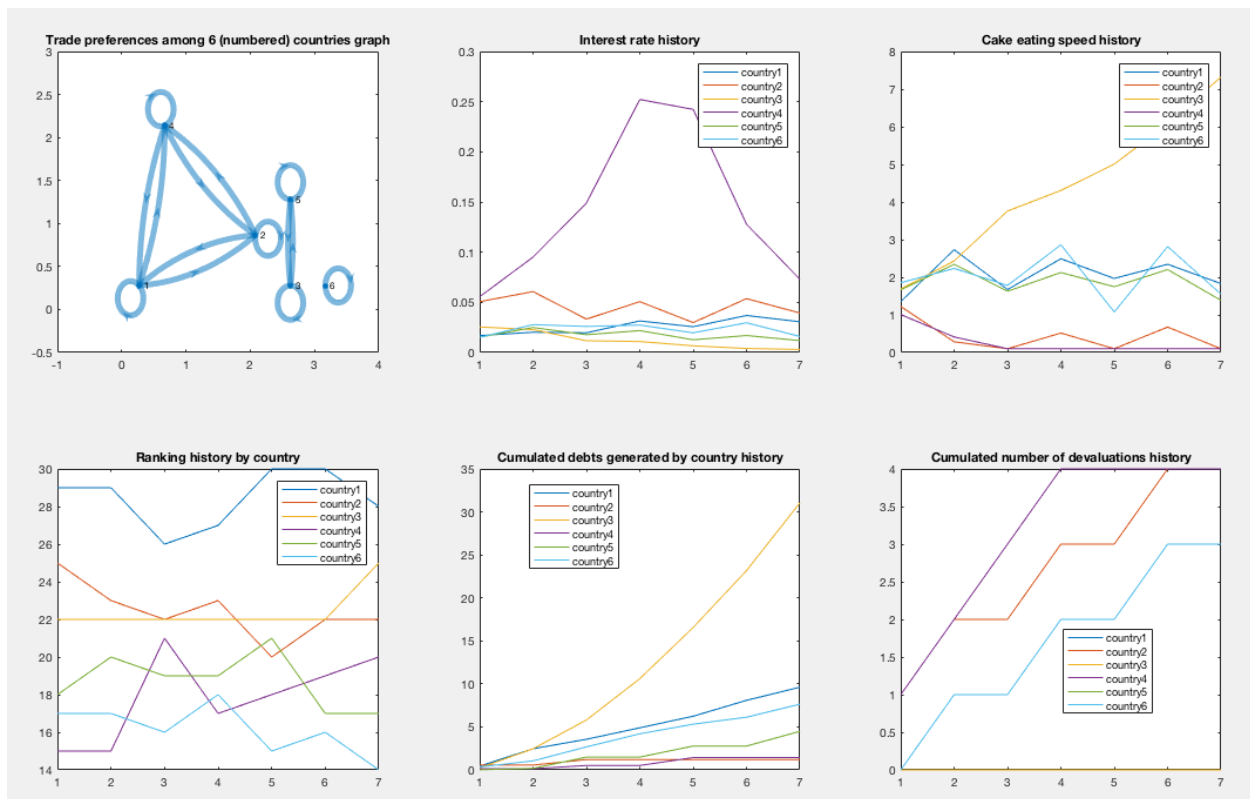 Trade preferences among 6 (numbered) countries graph
3
2.5
2
1.5
1
0.5
0
-0.5
-1
0
1
2
3
4
4
5
2
1
3
6
Interest rate history
0.3
0.25
0.2
0.15
0.1
0.05
0
1
2
3
4
5
6
7
country1
country2
country3
country4
country5
country6
Cake eating speed history
8
7
6
5
4
3
2
1
0
1
2
3
4
5
6
7
country1
country2
country3
country4
country5
country6
Ranking history by country
30
28
26
24
22
20
18
16
14
1
2
3
4
5
6
7
country1
country2
country3
country4
country5
country6
Cumulated debts generated by country history
35
30
25
20
15
10
5
0
1
2
3
4
5
6
7
country1
country2
country3
country4
country5
country6
Cumulated number of devaluations history
4
3.5
3
2.5
2
1.5
1
0.5
0
1
2
3
4
5
6
7
country1
country2
country3
country4
country5
country6